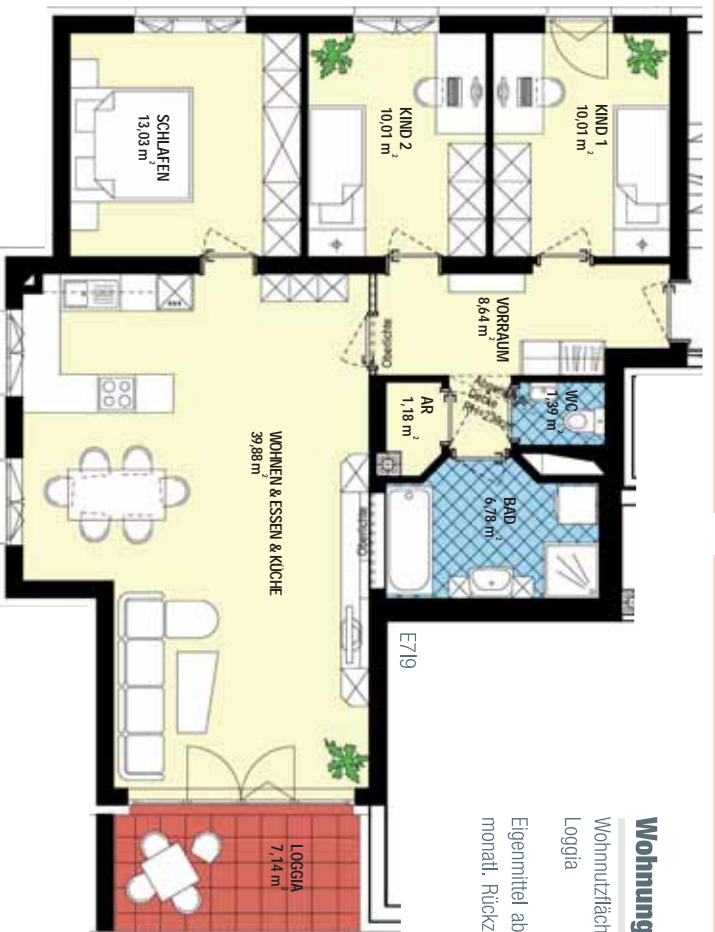 KIND 1
10,01 m²
KIND 2
10,01 m²
SCHLAFEN
13,03 m²
VORRAUM
8,64 m²
WC
1,39 m²
AR
1,18 m²
BAD
6,78 m²
Oberlichte
Oberlichte
WOHNEN & ESSEN & KÜCHE
39,88 m²
LOGGIA
7,14 m²
E7I9
Wohnung
Wohnnutzfläch
Loggia
Eigenmittel ab
monatl. Rückz